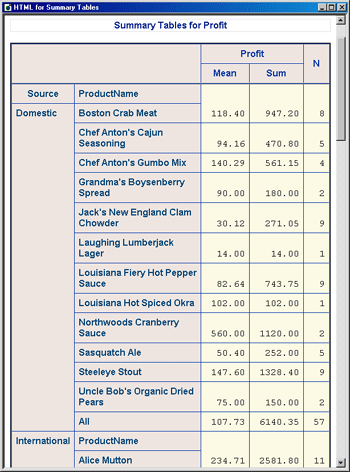 HTML for Summary Tables
Summary Tables for Profit
Profit N
Mean Sum
Source ProductName
Domestic Boston Crab Meat 118.40 947.20 8
Chef Anton's Cajun
Seasoning 94.16 470.80 5
Chef Anton's Gumbo Mix 140.29 561.15 4
Grandma's Boysenberry
Spread 90.00 180.00 2
Jack's New England Clam
Chowder 30.12 271.05 9
Laughing Lumberjack
Lager 14.00 14.00 1
Louisiana Fiery Hot Pepper
Sauce 82.64 743.75 9
Louisiana Hot Spiced Okra 102.00 102.00 1
Northwoods Cranberry
Sauce 560.00 1120.00 2
Sasquatch Ale 50.40 252.00 5
Steeleye Stout 147.60 1328.40 9
Uncle Bob's Organic Dried
Pears 75.00 150.00 2
All 107.73 6140.35 57
International ProductName
Alice Mutton 234.71 2581.80 11